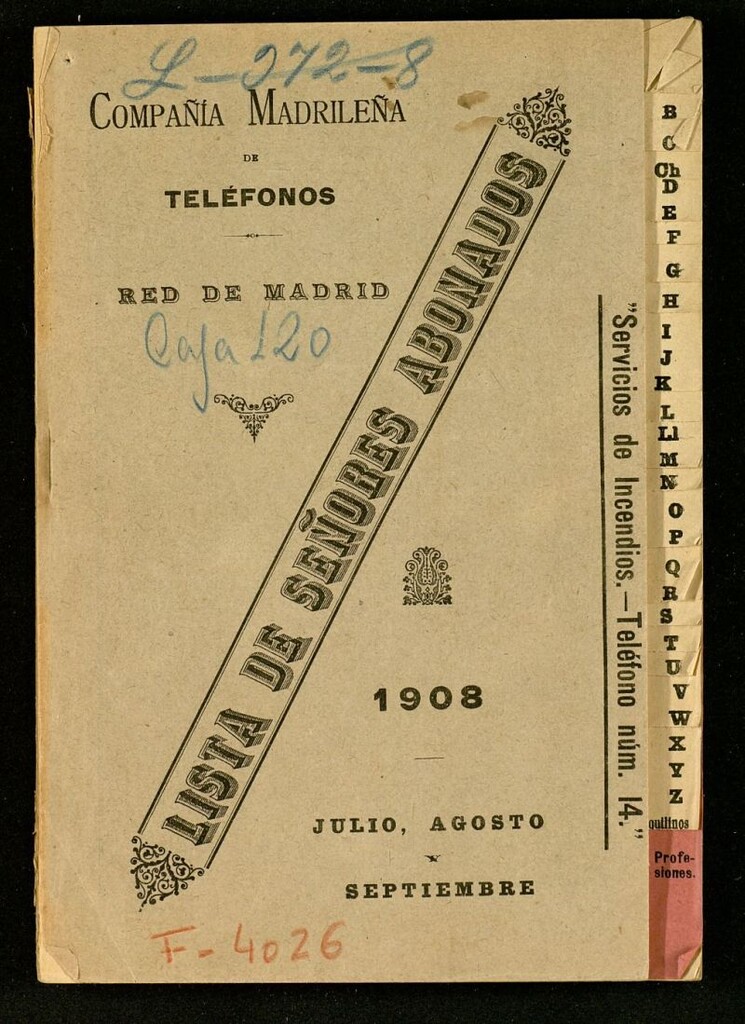 L-272-8
COMPAÑÍA MADRILEÑA
DE
TELÉFONOS
RED DE MADRID
Caja 120
LISTA DE SEÑORES ABONADOS
1908
JULIO, AGOSTO
Y
SEPTIEMBRE
F-4026
"Servicios de Incendios.—Teléfono núm. 14."
B
C
Ch
D
E
F
G
H
I
J
K
L
Ll
M
N
O
P
Q
R
S
T
U
V
W
X
Y
Z
quilinos
Profe-
siones.